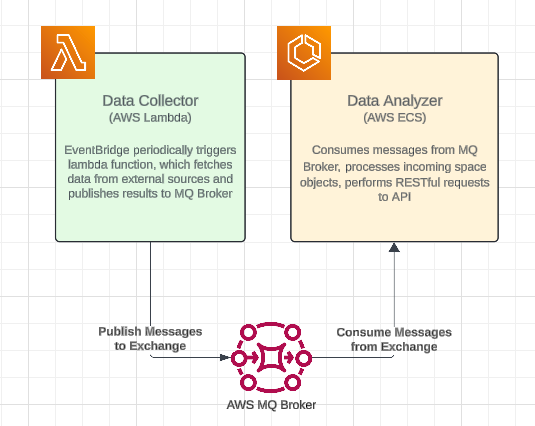 Data Collector
(AWS Lambda)
EventBridge periodically triggers
lambda function, which fetches
data from external sources and
publishes results to MQ Broker
Data Analyzer
(AWS ECS)
Consumes messages from MQ
Broker, processes incoming space
objects, performs RESTful requests
to API
Publish Messages
to Exchange
Consume Messages
from Exchange
AWS MQ Broker